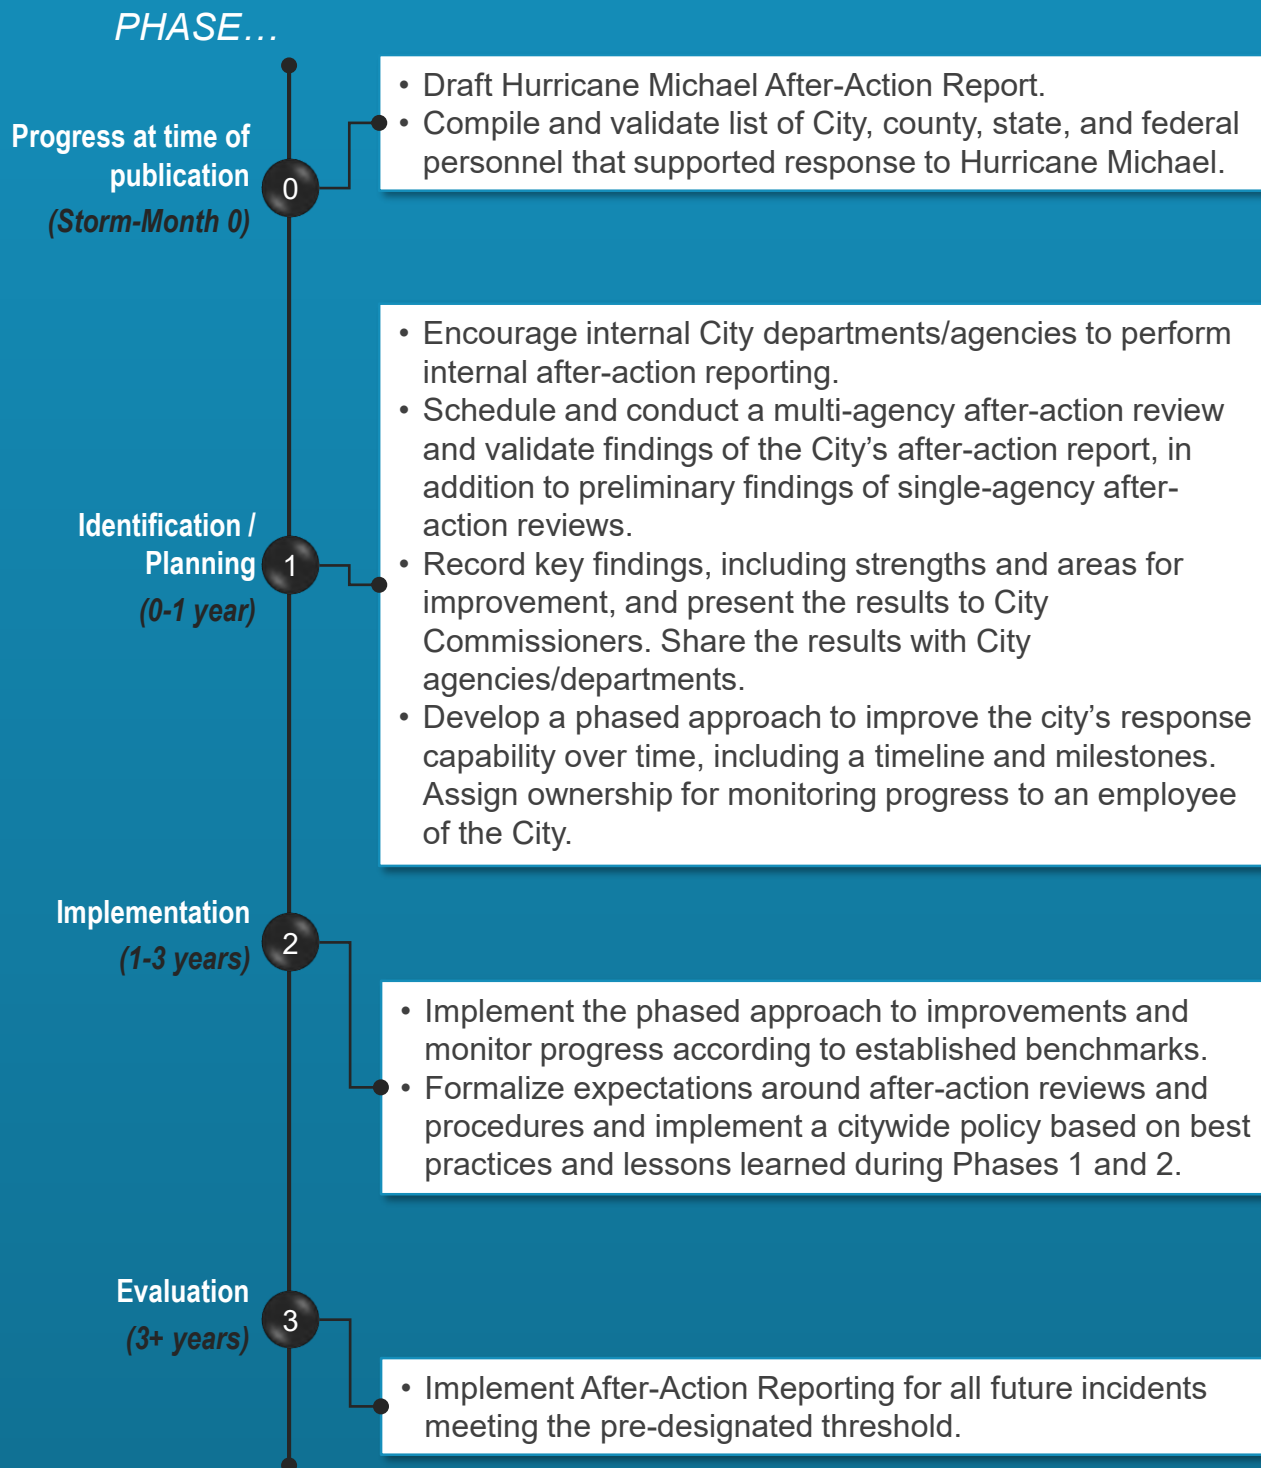 PHASE…
Progress at time of
publication
(Storm-Month 0)
0
• Draft Hurricane Michael After-Action Report.
• Compile and validate list of City, county, state, and federal
personnel that supported response to Hurricane Michael.
Identification /
Planning
(0-1 year)
1
• Encourage internal City departments/agencies to perform
internal after-action reporting.
• Schedule and conduct a multi-agency after-action review
and validate findings of the City’s after-action report, in
addition to preliminary findings of single-agency after-
action reviews.
• Record key findings, including strengths and areas for
improvement, and present the results to City
Commissioners. Share the results with City
agencies/departments.
• Develop a phased approach to improve the city’s response
capability over time, including a timeline and milestones.
Assign ownership for monitoring progress to an employee
of the City.
Implementation
(1-3 years)
2
• Implement the phased approach to improvements and
monitor progress according to established benchmarks.
• Formalize expectations around after-action reviews and
procedures and implement a citywide policy based on best
practices and lessons learned during Phases 1 and 2.
Evaluation
(3+ years)
3
• Implement After-Action Reporting for all future incidents
meeting the pre-designated threshold.